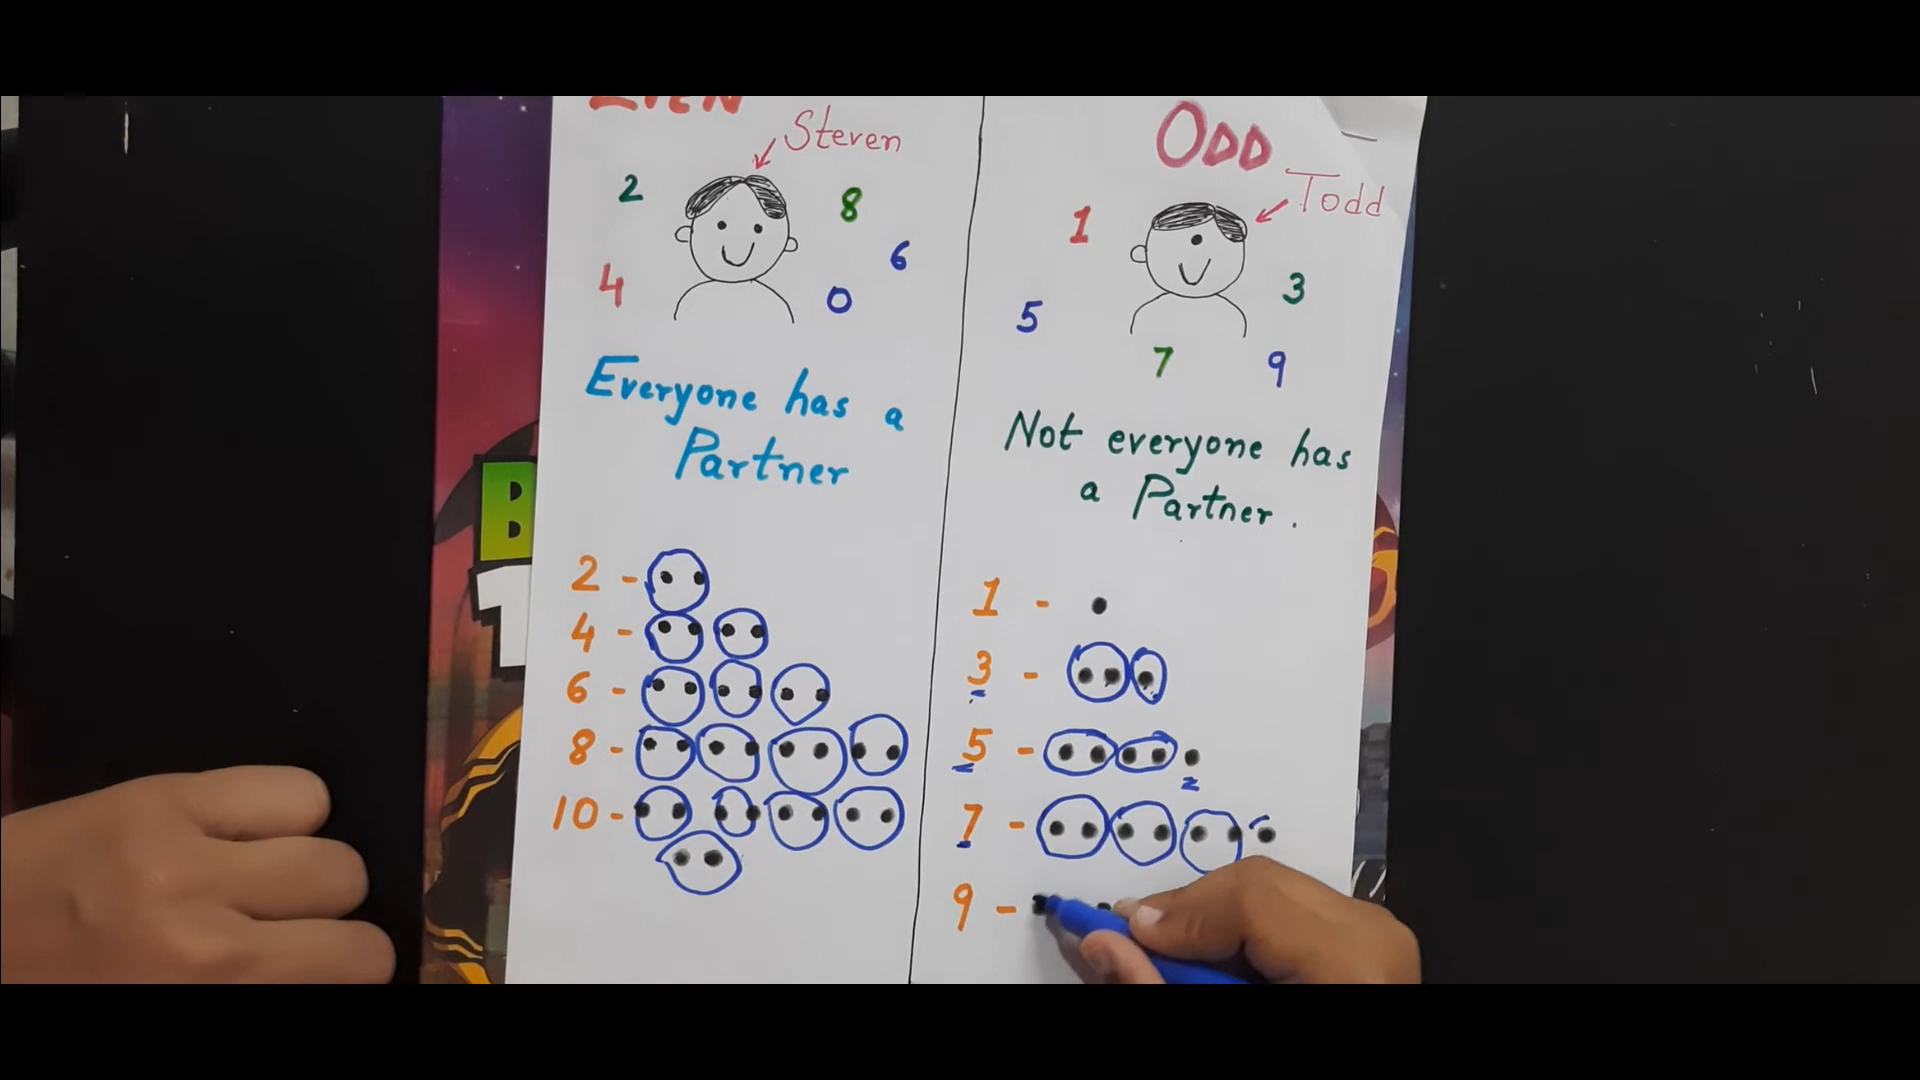 EVEN
Steven
2
8
6
4
0
Everyone has a
Partner
2 -
4 -
6 -
8 -
10 -
ODD
Todd
1
3
5
7
9
Not everyone has
a Partner.
1 -
3 -
5 -
7 -
9 -